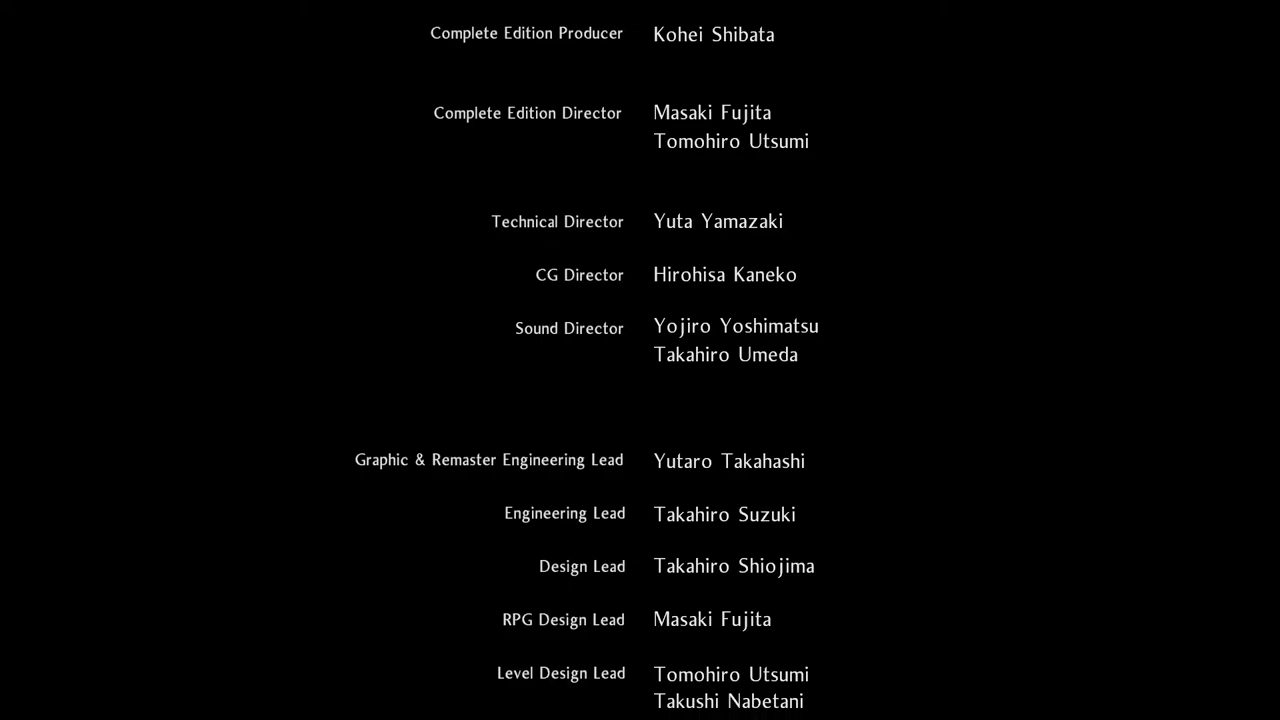 Complete Edition Producer Kohei Shibata
Complete Edition Director Masaki Fujita
Tomohiro Utsumi
Technical Director Yuta Yamazaki
CG Director Hirohisa Kaneko
Sound Director Yojiro Yoshimatsu
Takahiro Umeda
Graphic & Remaster Engineering Lead Yutaro Takahashi
Engineering Lead Takahiro Suzuki
Design Lead Takahiro Shiojima
RPG Design Lead Masaki Fujita
Level Design Lead Tomohiro Utsumi
Takushi Nabetani